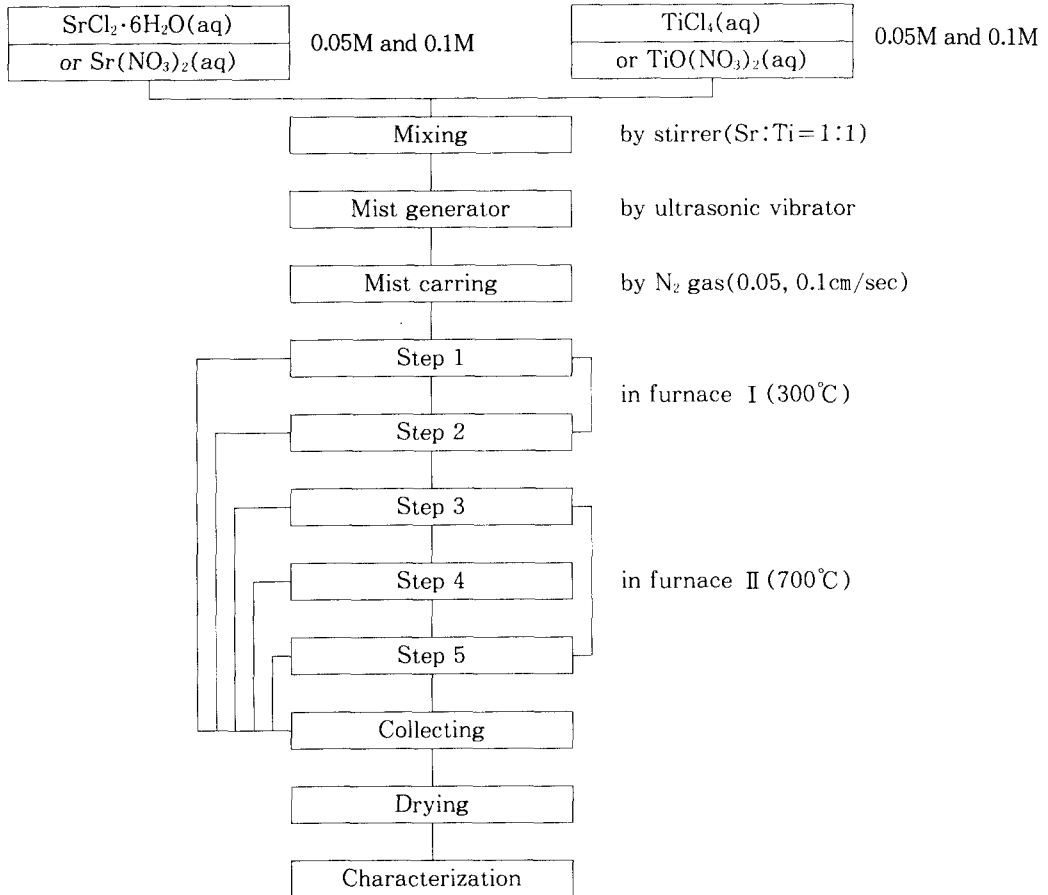 SrCl₂·6H₂O(aq)
or Sr(NO₃)₂(aq)
0.05M and 0.1M
TiCl₄(aq)
or TiO(NO₃)₂(aq)
0.05M and 0.1M
Mixing
by stirrer(Sr:Ti=1:1)
Mist generator
by ultrasonic vibrator
Mist carring
by N₂ gas(0.05, 0.1cm/sec)
Step 1
in furnace Ⅰ(300℃)
Step 2
Step 3
Step 4
in furnace Ⅱ(700℃)
Step 5
Collecting
Drying
Characterization